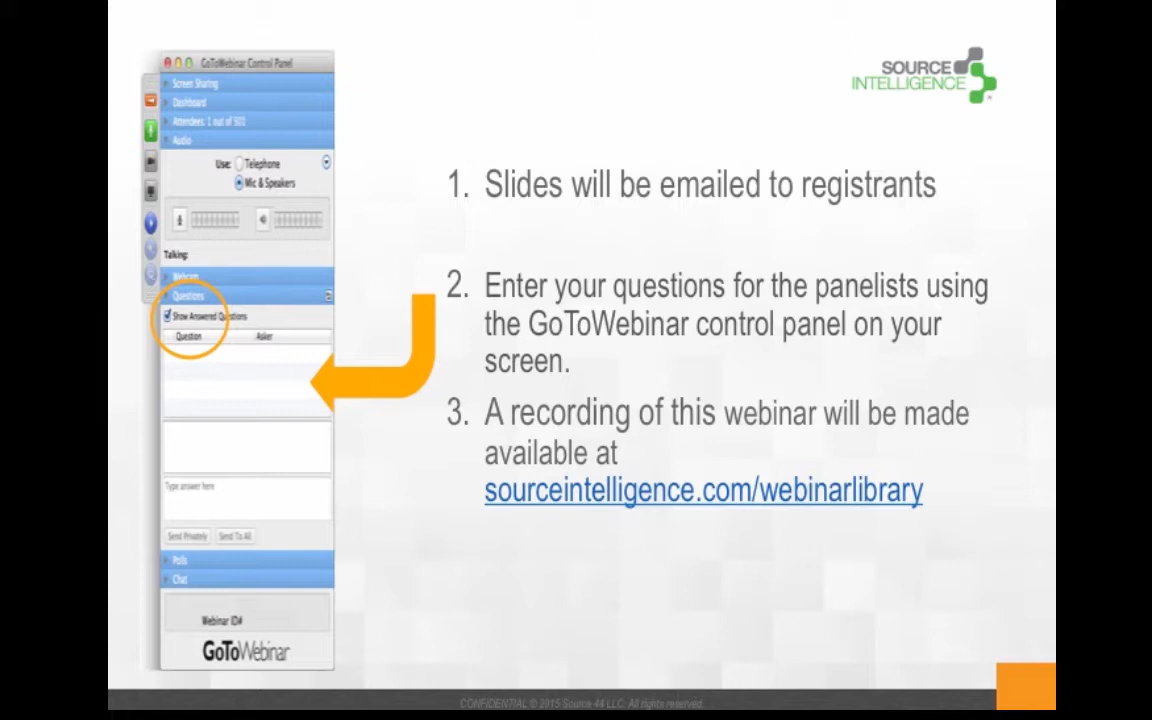 GoToWebinar Control Panel
Screen Sharing
Dashboard
Attendees: 1 out of 501
Audio
Use: Telephone
Mic & Speakers
Talking:
Webcam
Questions
Show Answered Questions
Question Asker
Type answer here
Send Privately Send To All
Polls
Chat
Webinar ID#
GoToWebinar
SOURCE
INTELLIGENCE
1. Slides will be emailed to registrants
2. Enter your questions for the panelists using
the GoToWebinar control panel on your
screen.
3. A recording of this webinar will be made
available at
sourceintelligence.com/webinarlibrary
CONFIDENTIAL © 2015 Source 44 LLC. All rights reserved.